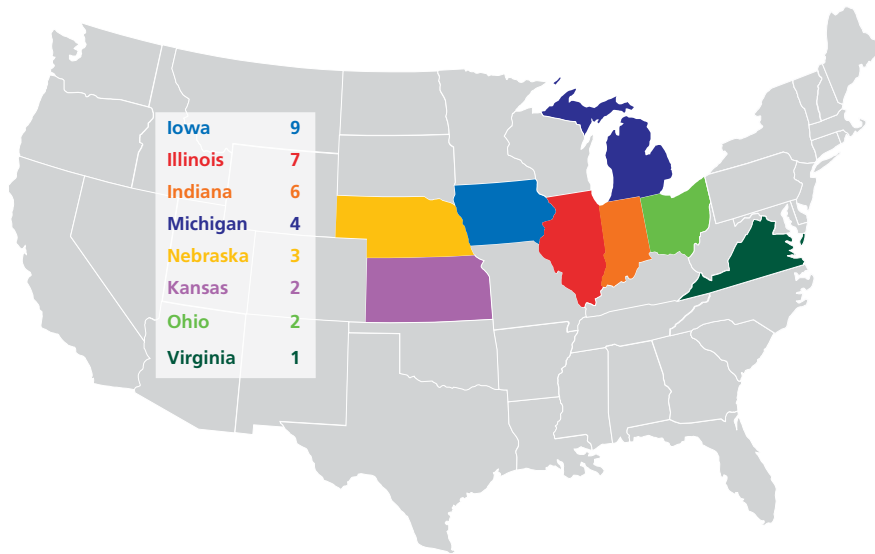 Iowa 9
Illinois 7
Indiana 6
Michigan 4
Nebraska 3
Kansas 2
Ohio 2
Virginia 1